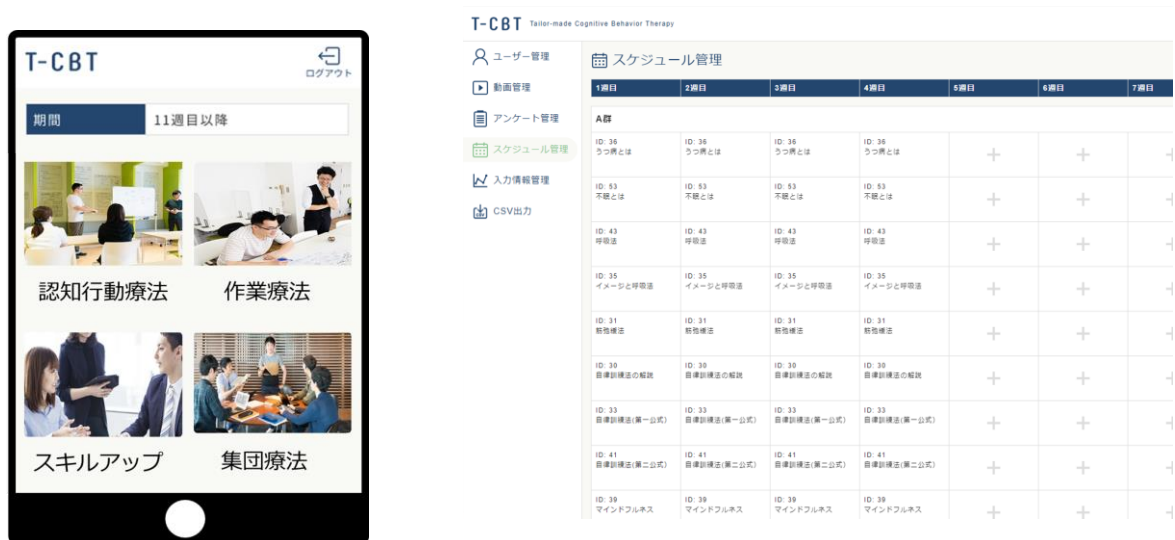 T-CBT
ログアウト
期間 11週目以降
認知行動療法 作業療法
スキルアップ 集団療法
T-CBT Tailor-made Cognitive Behavior Therapy
ユーザー管理
動画管理
アンケート管理
スケジュール管理
入力情報管理
CSV出力
スケジュール管理
1週目 2週目 3週目 4週目 5週目 6週目 7週目
A群
ID: 36 ID: 36 ID: 36 ID: 36
うつ病とは うつ病とは うつ病とは うつ病とは
ID: 53 ID: 53 ID: 53 ID: 53
不眠とは 不眠とは 不眠とは 不眠とは
ID: 43 ID: 43 ID: 43 ID: 43
呼吸法 呼吸法 呼吸法 呼吸法
ID: 35 ID: 35 ID: 35 ID: 35
イメージと呼吸法 イメージと呼吸法 イメージと呼吸法 イメージと呼吸法
ID: 31 ID: 31 ID: 31 ID: 31
筋弛緩法 筋弛緩法 筋弛緩法 筋弛緩法
ID: 30 ID: 30 ID: 30 ID: 30
自律訓練法の解説 自律訓練法の解説 自律訓練法の解説 自律訓練法の解説
ID: 33 ID: 33 ID: 33 ID: 33
自律訓練法(第一公式) 自律訓練法(第一公式) 自律訓練法(第一公式) 自律訓練法(第一公式)
ID: 41 ID: 41 ID: 41 ID: 41
自律訓練法(第二公式) 自律訓練法(第二公式) 自律訓練法(第二公式) 自律訓練法(第二公式)
ID: 39 ID: 39 ID: 39 ID: 39
マインドフルネス マインドフルネス マインドフルネス マインドフルネス